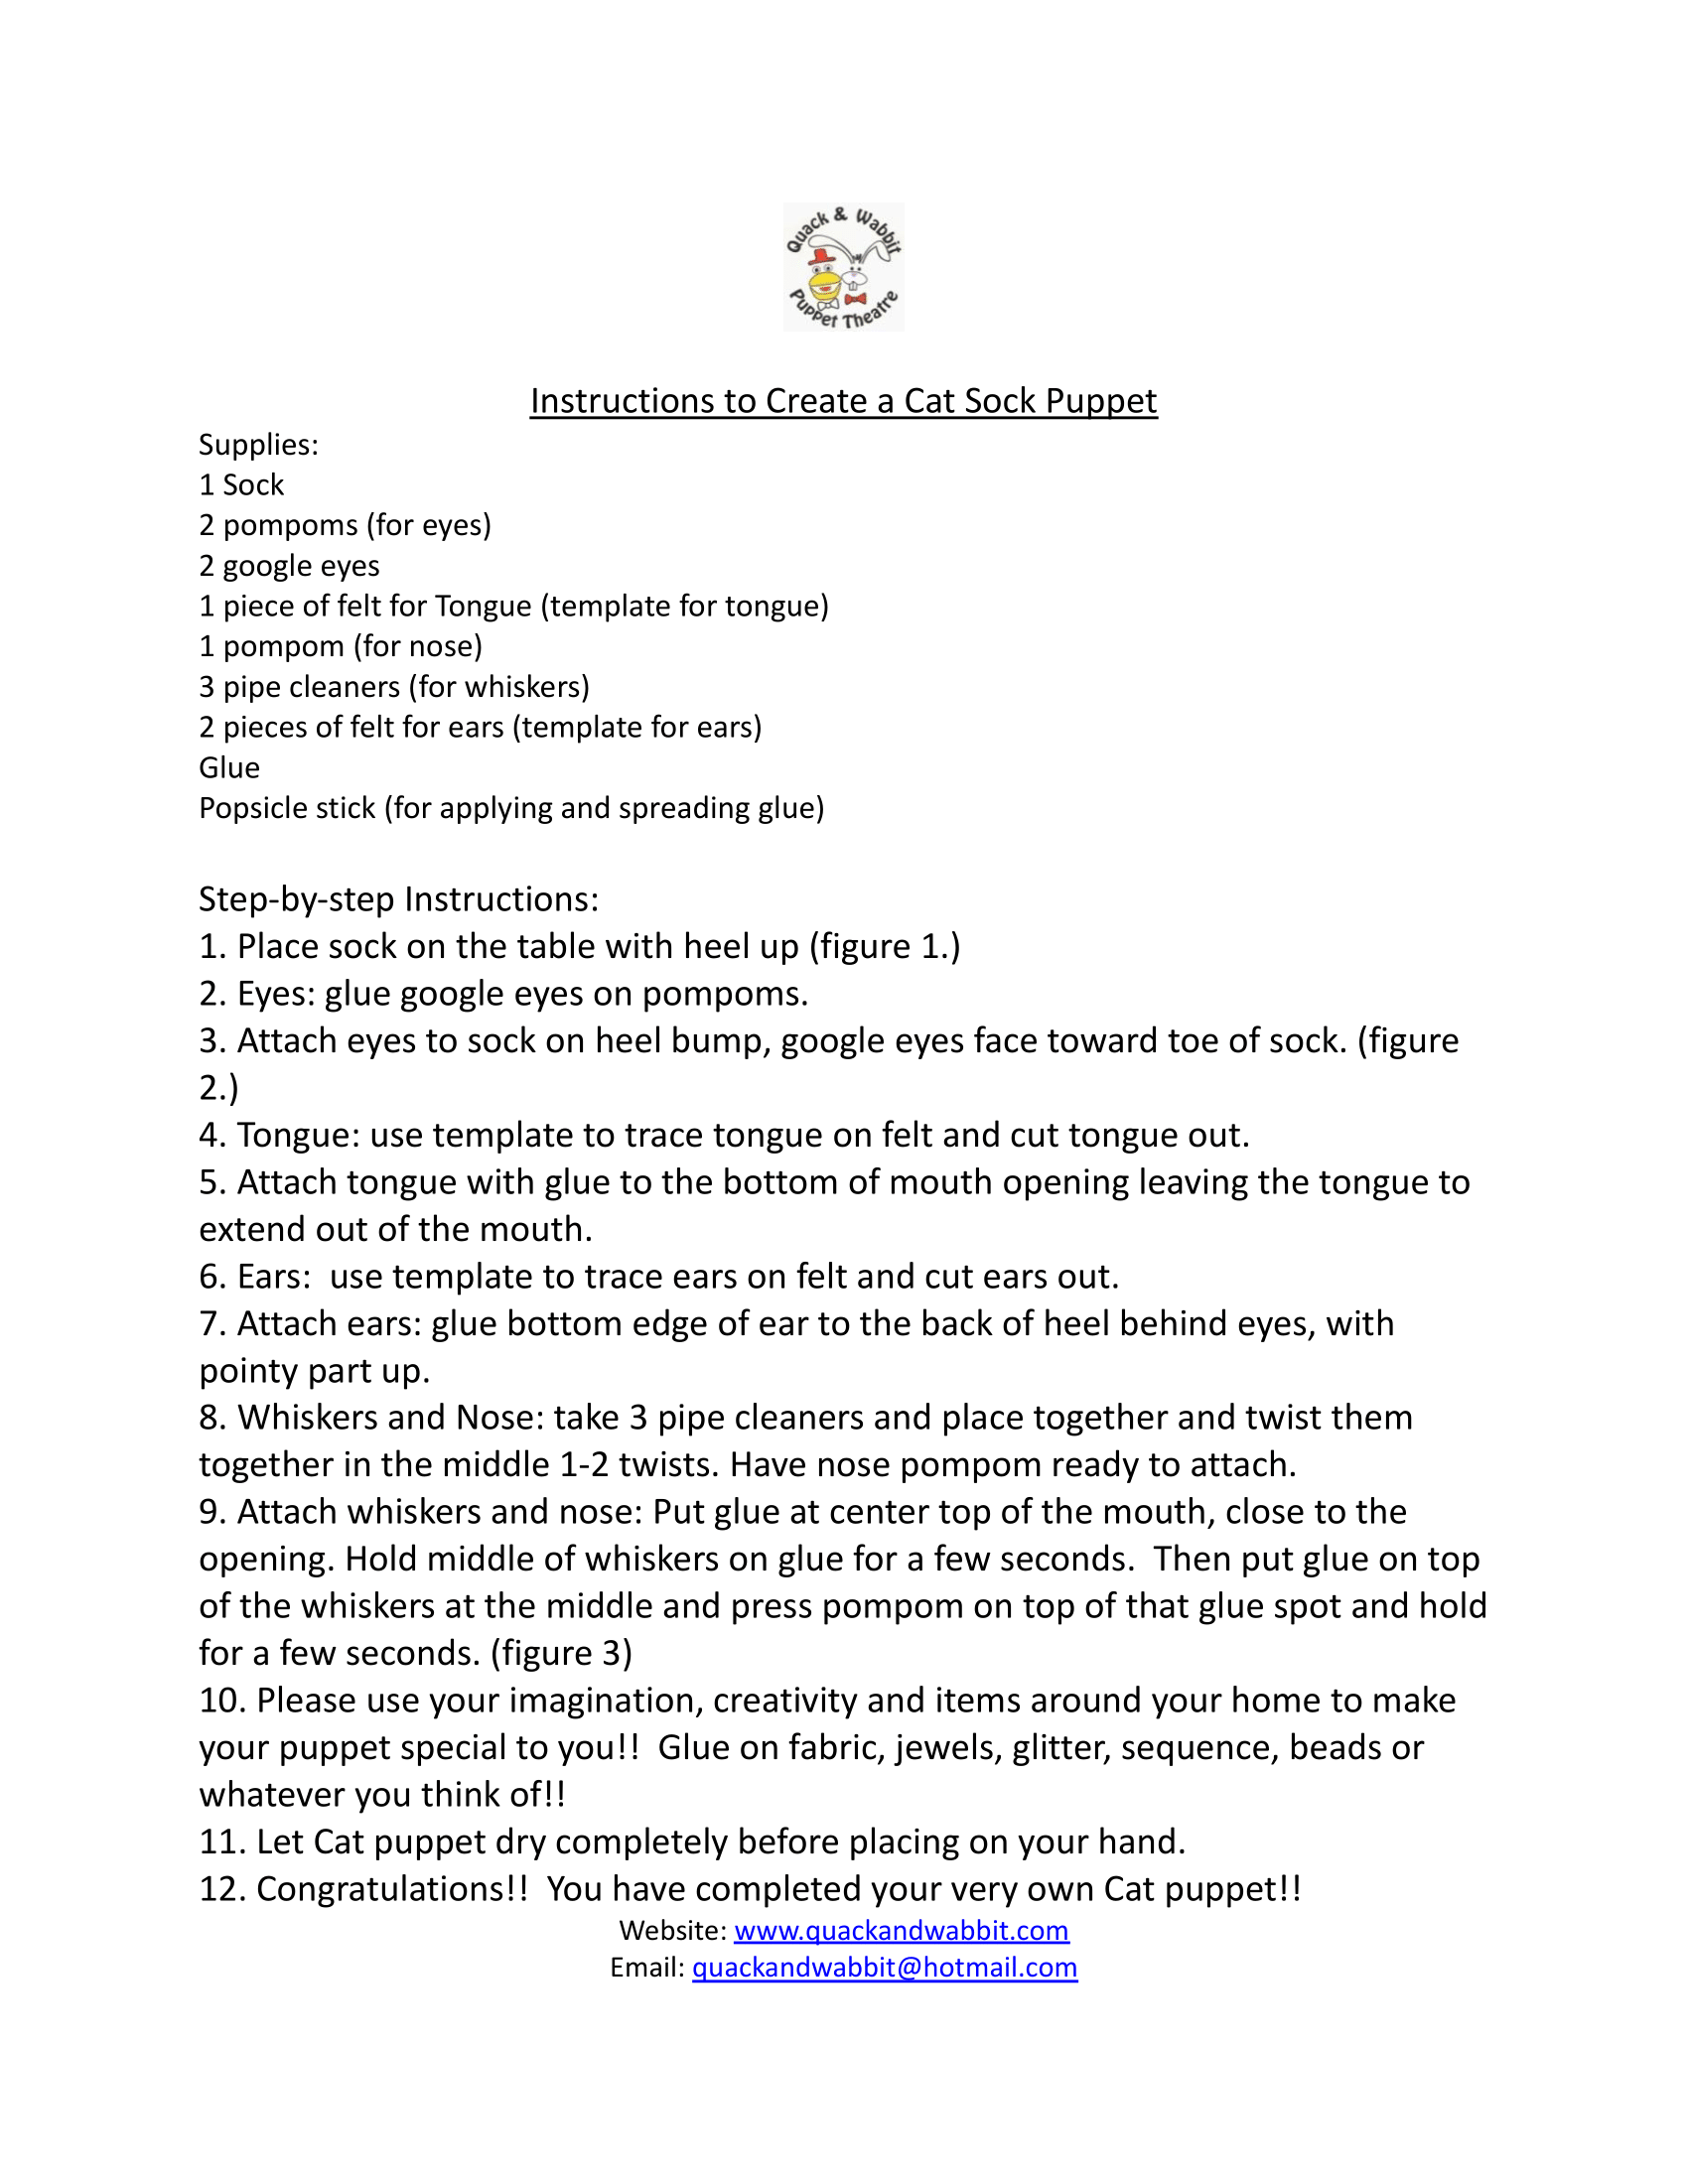 Quack & Wabbit
Puppet Theatre
Instructions to Create a Cat Sock Puppet
Supplies:
1 Sock
2 pompoms (for eyes)
2 google eyes
1 piece of felt for Tongue (template for tongue)
1 pompom (for nose)
3 pipe cleaners (for whiskers)
2 pieces of felt for ears (template for ears)
Glue
Popsicle stick (for applying and spreading glue)
Step-by-step Instructions:
1. Place sock on the table with heel up (figure 1.)
2. Eyes: glue google eyes on pompoms.
3. Attach eyes to sock on heel bump, google eyes face toward toe of sock. (figure
2.)
4. Tongue: use template to trace tongue on felt and cut tongue out.
5. Attach tongue with glue to the bottom of mouth opening leaving the tongue to
extend out of the mouth.
6. Ears:  use template to trace ears on felt and cut ears out.
7. Attach ears: glue bottom edge of ear to the back of heel behind eyes, with
pointy part up.
8. Whiskers and Nose: take 3 pipe cleaners and place together and twist them
together in the middle 1-2 twists. Have nose pompom ready to attach.
9. Attach whiskers and nose: Put glue at center top of the mouth, close to the
opening. Hold middle of whiskers on glue for a few seconds.  Then put glue on top
of the whiskers at the middle and press pompom on top of that glue spot and hold
for a few seconds. (figure 3)
10. Please use your imagination, creativity and items around your home to make
your puppet special to you!!  Glue on fabric, jewels, glitter, sequence, beads or
whatever you think of!!
11. Let Cat puppet dry completely before placing on your hand.
12. Congratulations!!  You have completed your very own Cat puppet!!
Website: www.quackandwabbit.com
Email: quackandwabbit@hotmail.com